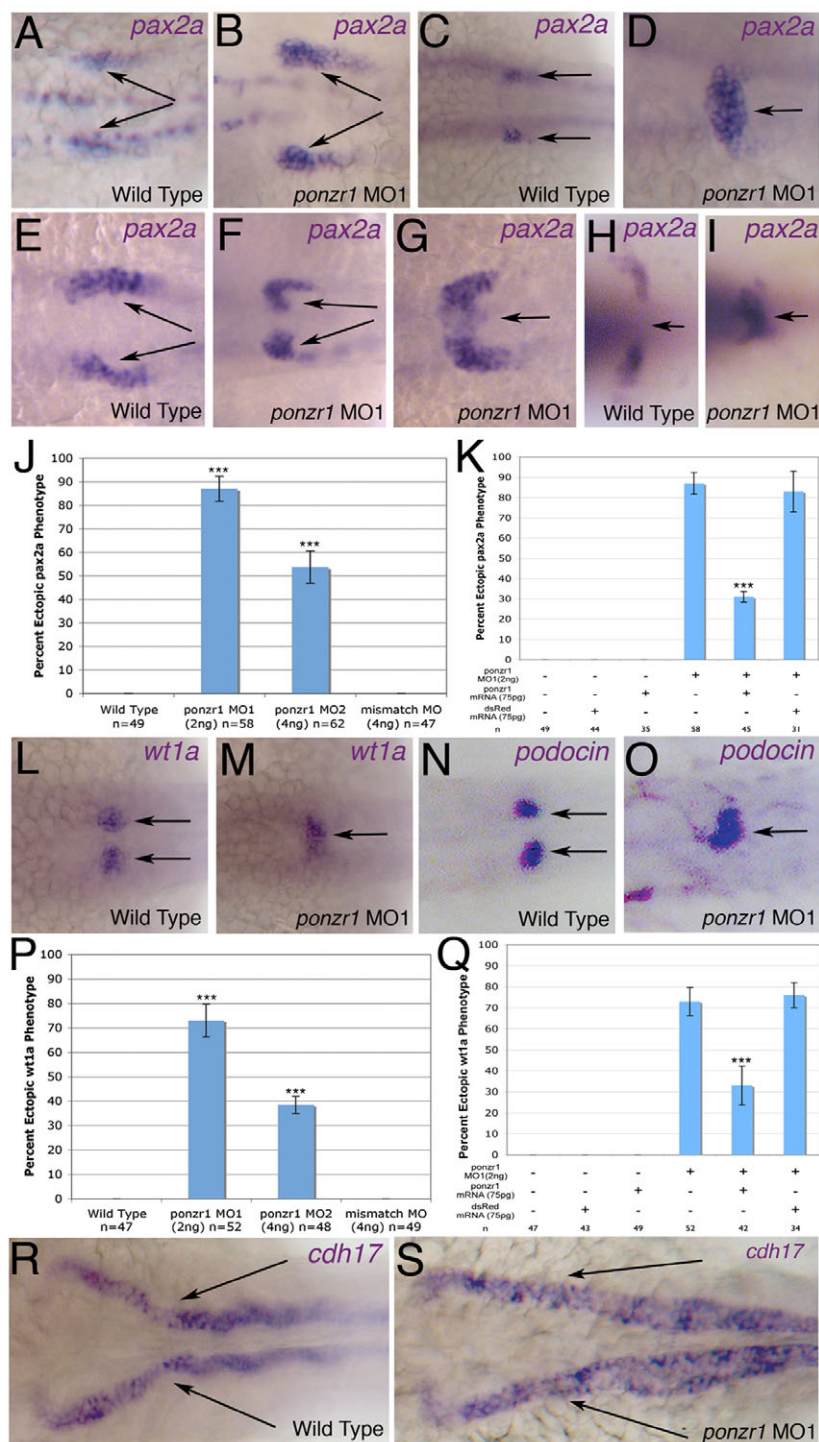 A pax2a B pax2a C pax2a D pax2a
Wild Type ponzr1 MO1 Wild Type ponzr1 MO1
E pax2a F pax2a G pax2a H pax2a I pax2a
Wild Type ponzr1 MO1 ponzr1 MO1 Wild Type ponzr1 MO1
J
Percent Ectopic pax2a Phenotype
100
90
80
70
60
50
40
30
20
10
0
***
***
Wild Type ponzr1 MO1 ponzr1 MO2 mismatch MO
n=49 (2ng) n=58 (4ng) n=62 (4ng) n=47
K
Percent Ectopic pax2a Phenotype
100
90
80
70
60
50
40
30
20
10
0
***
ponzr1 MO1(2ng) - - - + + +
ponzr1 mRNA (75pg) - - + - + -
dsRed mRNA (75pg) - + - - - +
n 49 44 35 58 45 31
L wt1a M wt1a N podocin O podocin
Wild Type ponzr1 MO1 Wild Type ponzr1 MO1
P
Percent Ectopic wt1a Phenotype
100
90
80
70
60
50
40
30
20
10
0
***
***
Wild Type ponzr1 MO1 ponzr1 MO2 mismatch MO
n=47 (2ng) n=52 (4ng) n=48 (4ng) n=49
Q
Percent Ectopic wt1a Phenotype
100
90
80
70
60
50
40
30
20
10
0
***
ponzr1 MO1(2ng) - - - + + +
ponzr1 mRNA (75pg) - - + - + -
dsRed mRNA (75pg) - + - - - +
n 47 43 49 52 42 34
R cdh17 S cdh17
Wild Type ponzr1 MO1